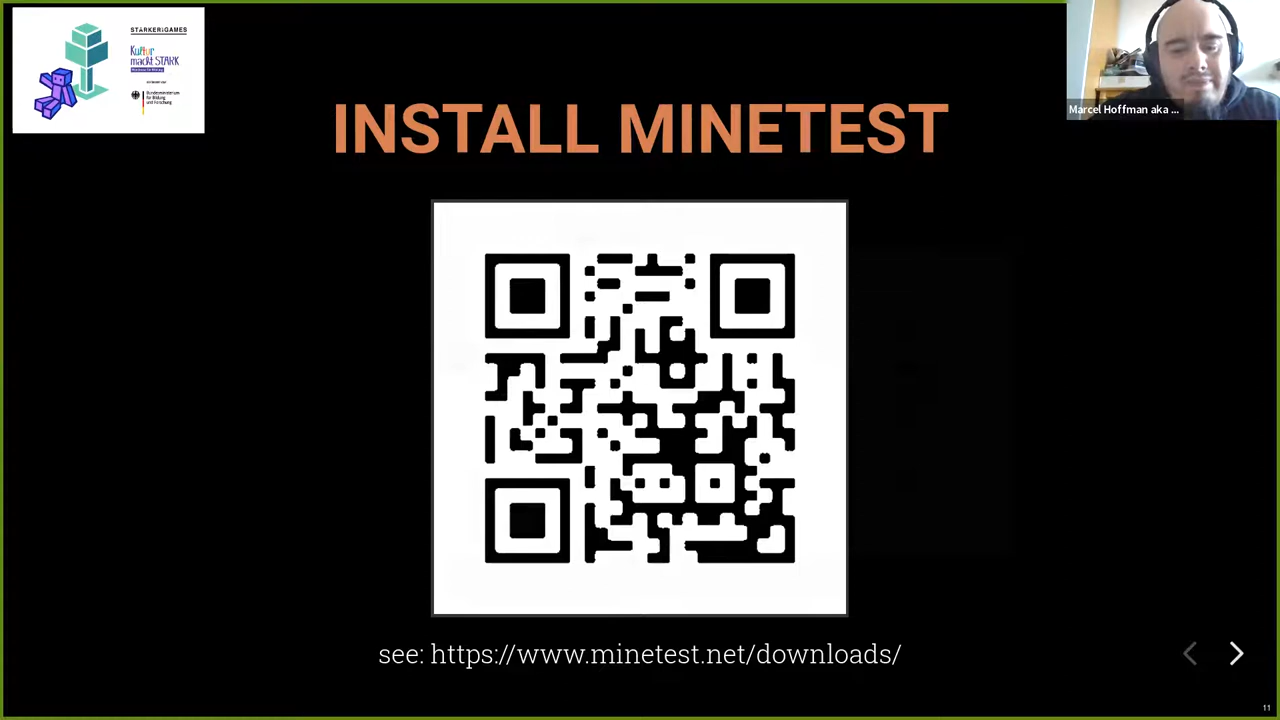 STÄRKER GAMES
Kultur
macht STARK
Bundesministerium
für Bildung
und Forschung
Marcel Hoffman aka ...
INSTALL MINETEST
see: https://www.minetest.net/downloads/
11